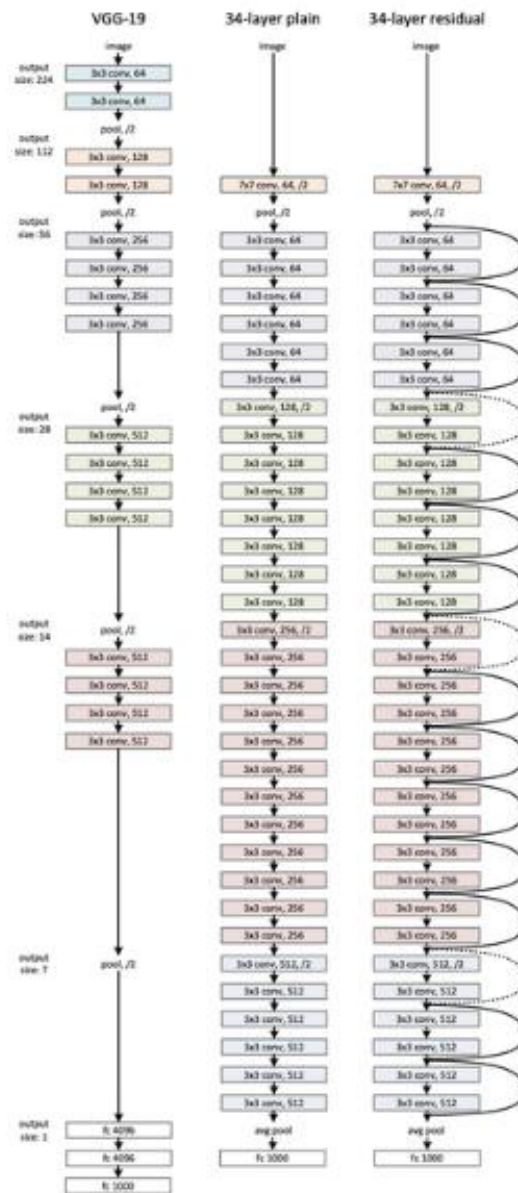 VGG-19
image
output
size: 224
3x3 conv, 64
3x3 conv, 64
pool, /2
output
size: 112
3x3 conv, 128
3x3 conv, 128
pool, /2
output
size: 56
3x3 conv, 256
3x3 conv, 256
3x3 conv, 256
3x3 conv, 256
pool, /2
output
size: 28
3x3 conv, 512
3x3 conv, 512
3x3 conv, 512
3x3 conv, 512
pool, /2
output
size: 14
3x3 conv, 512
3x3 conv, 512
3x3 conv, 512
3x3 conv, 512
output
size: 7
pool, /2
output
size: 1
fc 4096
fc 4096
fc 1000
34-layer plain
image
7x7 conv, 64, /2
pool, /2
3x3 conv, 64
3x3 conv, 64
3x3 conv, 64
3x3 conv, 64
3x3 conv, 64
3x3 conv, 64
3x3 conv, 128, /2
3x3 conv, 128
3x3 conv, 128
3x3 conv, 128
3x3 conv, 128
3x3 conv, 128
3x3 conv, 128
3x3 conv, 128
3x3 conv, 256, /2
3x3 conv, 256
3x3 conv, 256
3x3 conv, 256
3x3 conv, 256
3x3 conv, 256
3x3 conv, 256
3x3 conv, 256
3x3 conv, 256
3x3 conv, 256
3x3 conv, 256
3x3 conv, 256
3x3 conv, 512, /2
3x3 conv, 512
3x3 conv, 512
3x3 conv, 512
3x3 conv, 512
3x3 conv, 512
avg pool
fc 1000
34-layer residual
image
7x7 conv, 64, /2
pool, /2
3x3 conv, 64
3x3 conv, 64
3x3 conv, 64
3x3 conv, 64
3x3 conv, 64
3x3 conv, 64
3x3 conv, 128, /2
3x3 conv, 128
3x3 conv, 128
3x3 conv, 128
3x3 conv, 128
3x3 conv, 128
3x3 conv, 128
3x3 conv, 128
3x3 conv, 256, /2
3x3 conv, 256
3x3 conv, 256
3x3 conv, 256
3x3 conv, 256
3x3 conv, 256
3x3 conv, 256
3x3 conv, 256
3x3 conv, 256
3x3 conv, 256
3x3 conv, 256
3x3 conv, 256
3x3 conv, 512, /2
3x3 conv, 512
3x3 conv, 512
3x3 conv, 512
3x3 conv, 512
3x3 conv, 512
avg pool
fc 1000